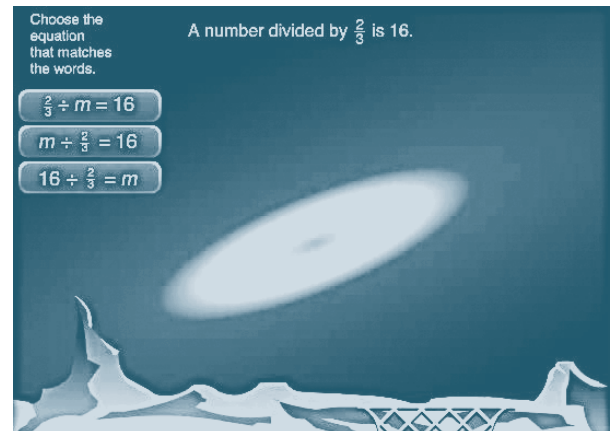 Choose the
equation
that matches
the words.
A number divided by 2/3 is 16.
2/3 ÷ m = 16
m ÷ 2/3 = 16
16 ÷ 2/3 = m